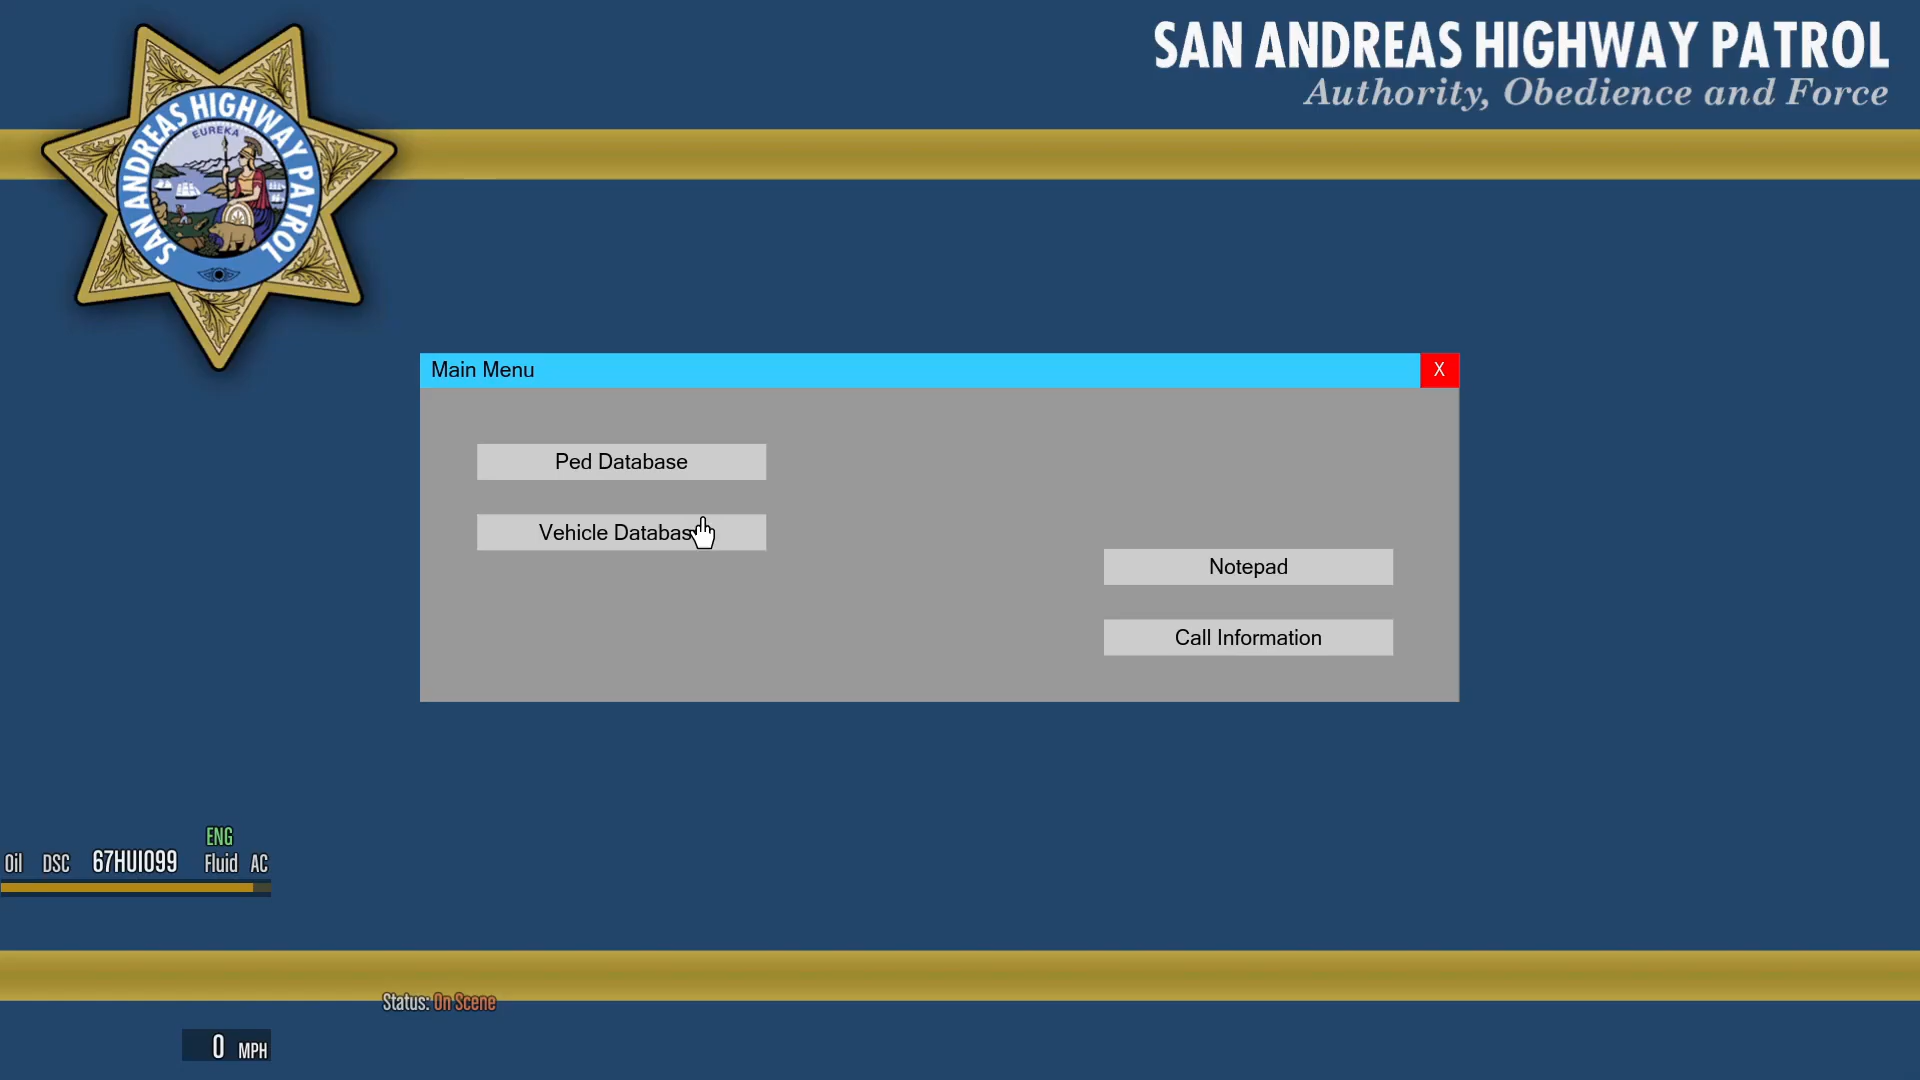 SAN ANDREAS HIGHWAY PATROL
Authority, Obedience and Force
SAN ANDREAS HIGHWAY PATROL
EUREKA
Main Menu
X
Ped Database
Vehicle Databas
Notepad
Call Information
ENG
Oil DSC 67HUI099 Fluid AC
Status: On Scene
0 MPH